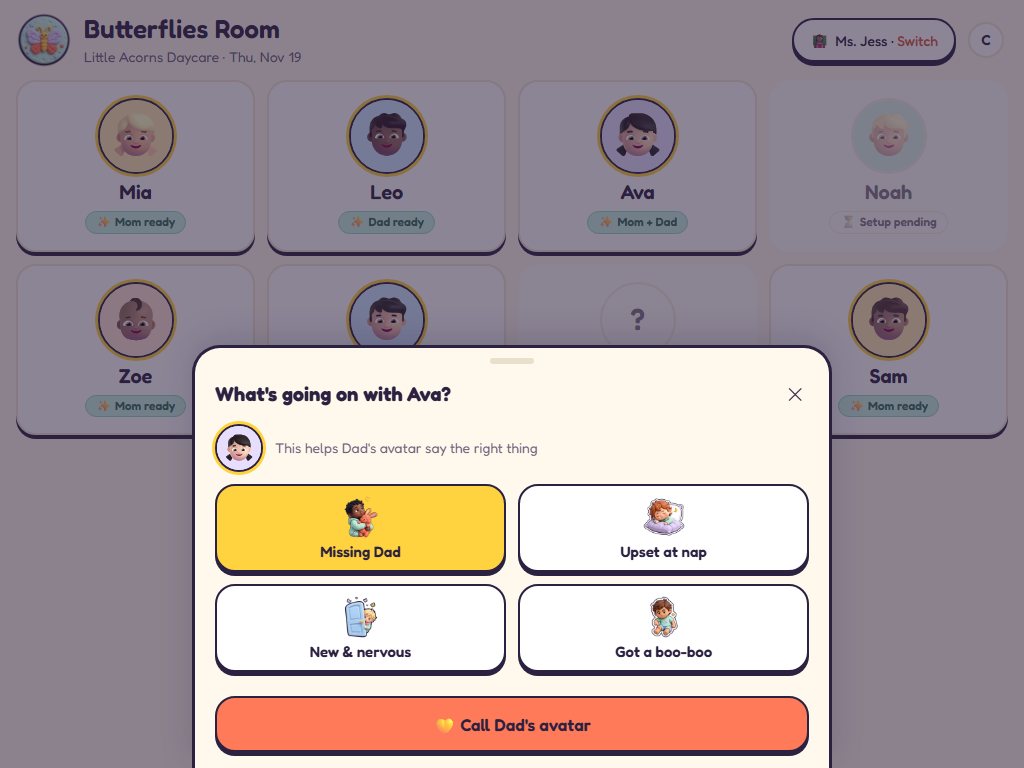 Butterflies Room
Little Acorns Daycare · Thu, Nov 19
Ms. Jess · Switch
C
Mia
Mom ready
Leo
Dad ready
Ava
Mom + Dad
Noah
Setup pending
Zoe
Mom ready
?
Sam
Mom ready
What's going on with Ava?
This helps Dad's avatar say the right thing
Missing Dad
Upset at nap
New & nervous
Got a boo-boo
Call Dad's avatar